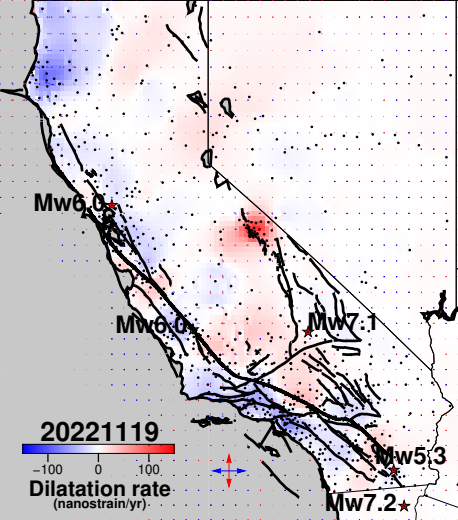 Mw6.0
Mw6.0
Mw7.1
20221119
−100 0 100
Dilatation rate
(nanostrain/yr)
Mw5.3
Mw7.2